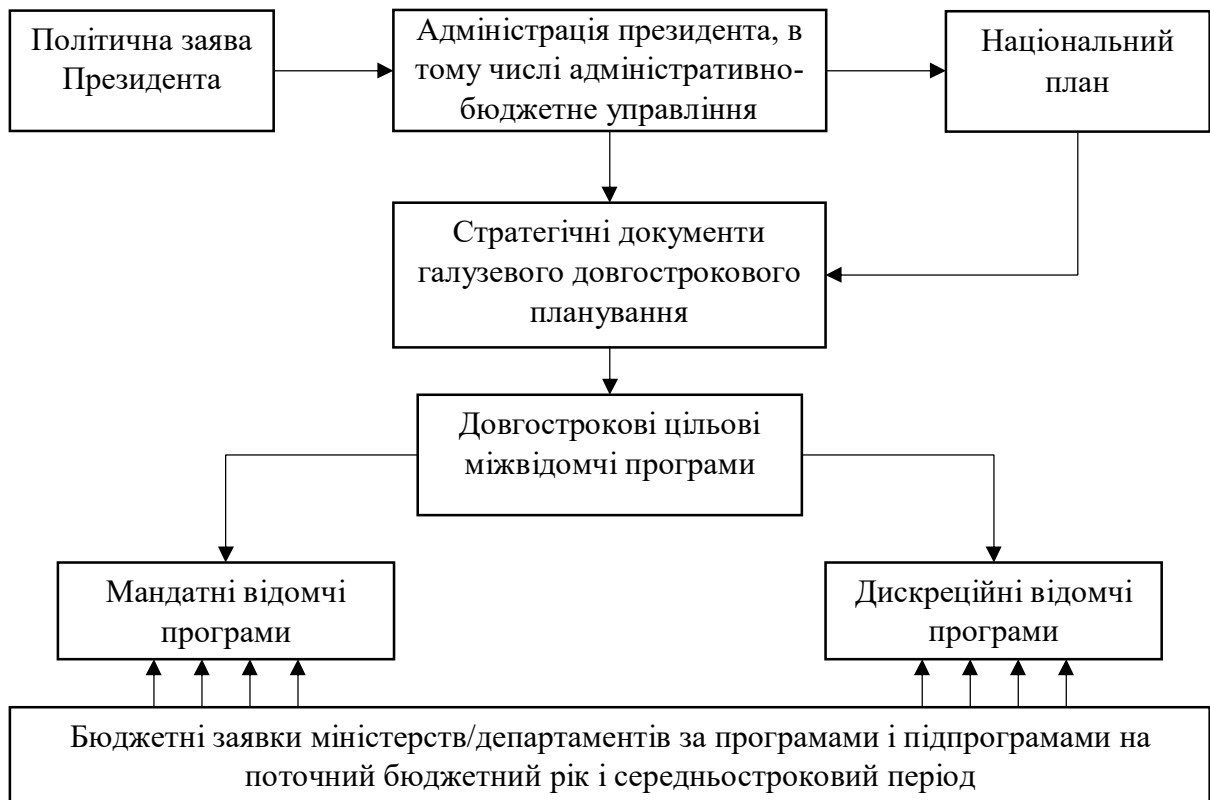 Політична заява
Президента
Адміністрація президента, в
тому числі адміністративно-
бюджетне управління
Національний
план
Стратегічні документи
галузевого довгострокового
планування
Довгострокові цільові
міжвідомчі програми
Мандатні відомчі
програми
Дискреційні відомчі
програми
Бюджетні заявки міністерств/департаментів за програмами і підпрограмами на
поточний бюджетний рік і середньостроковий період